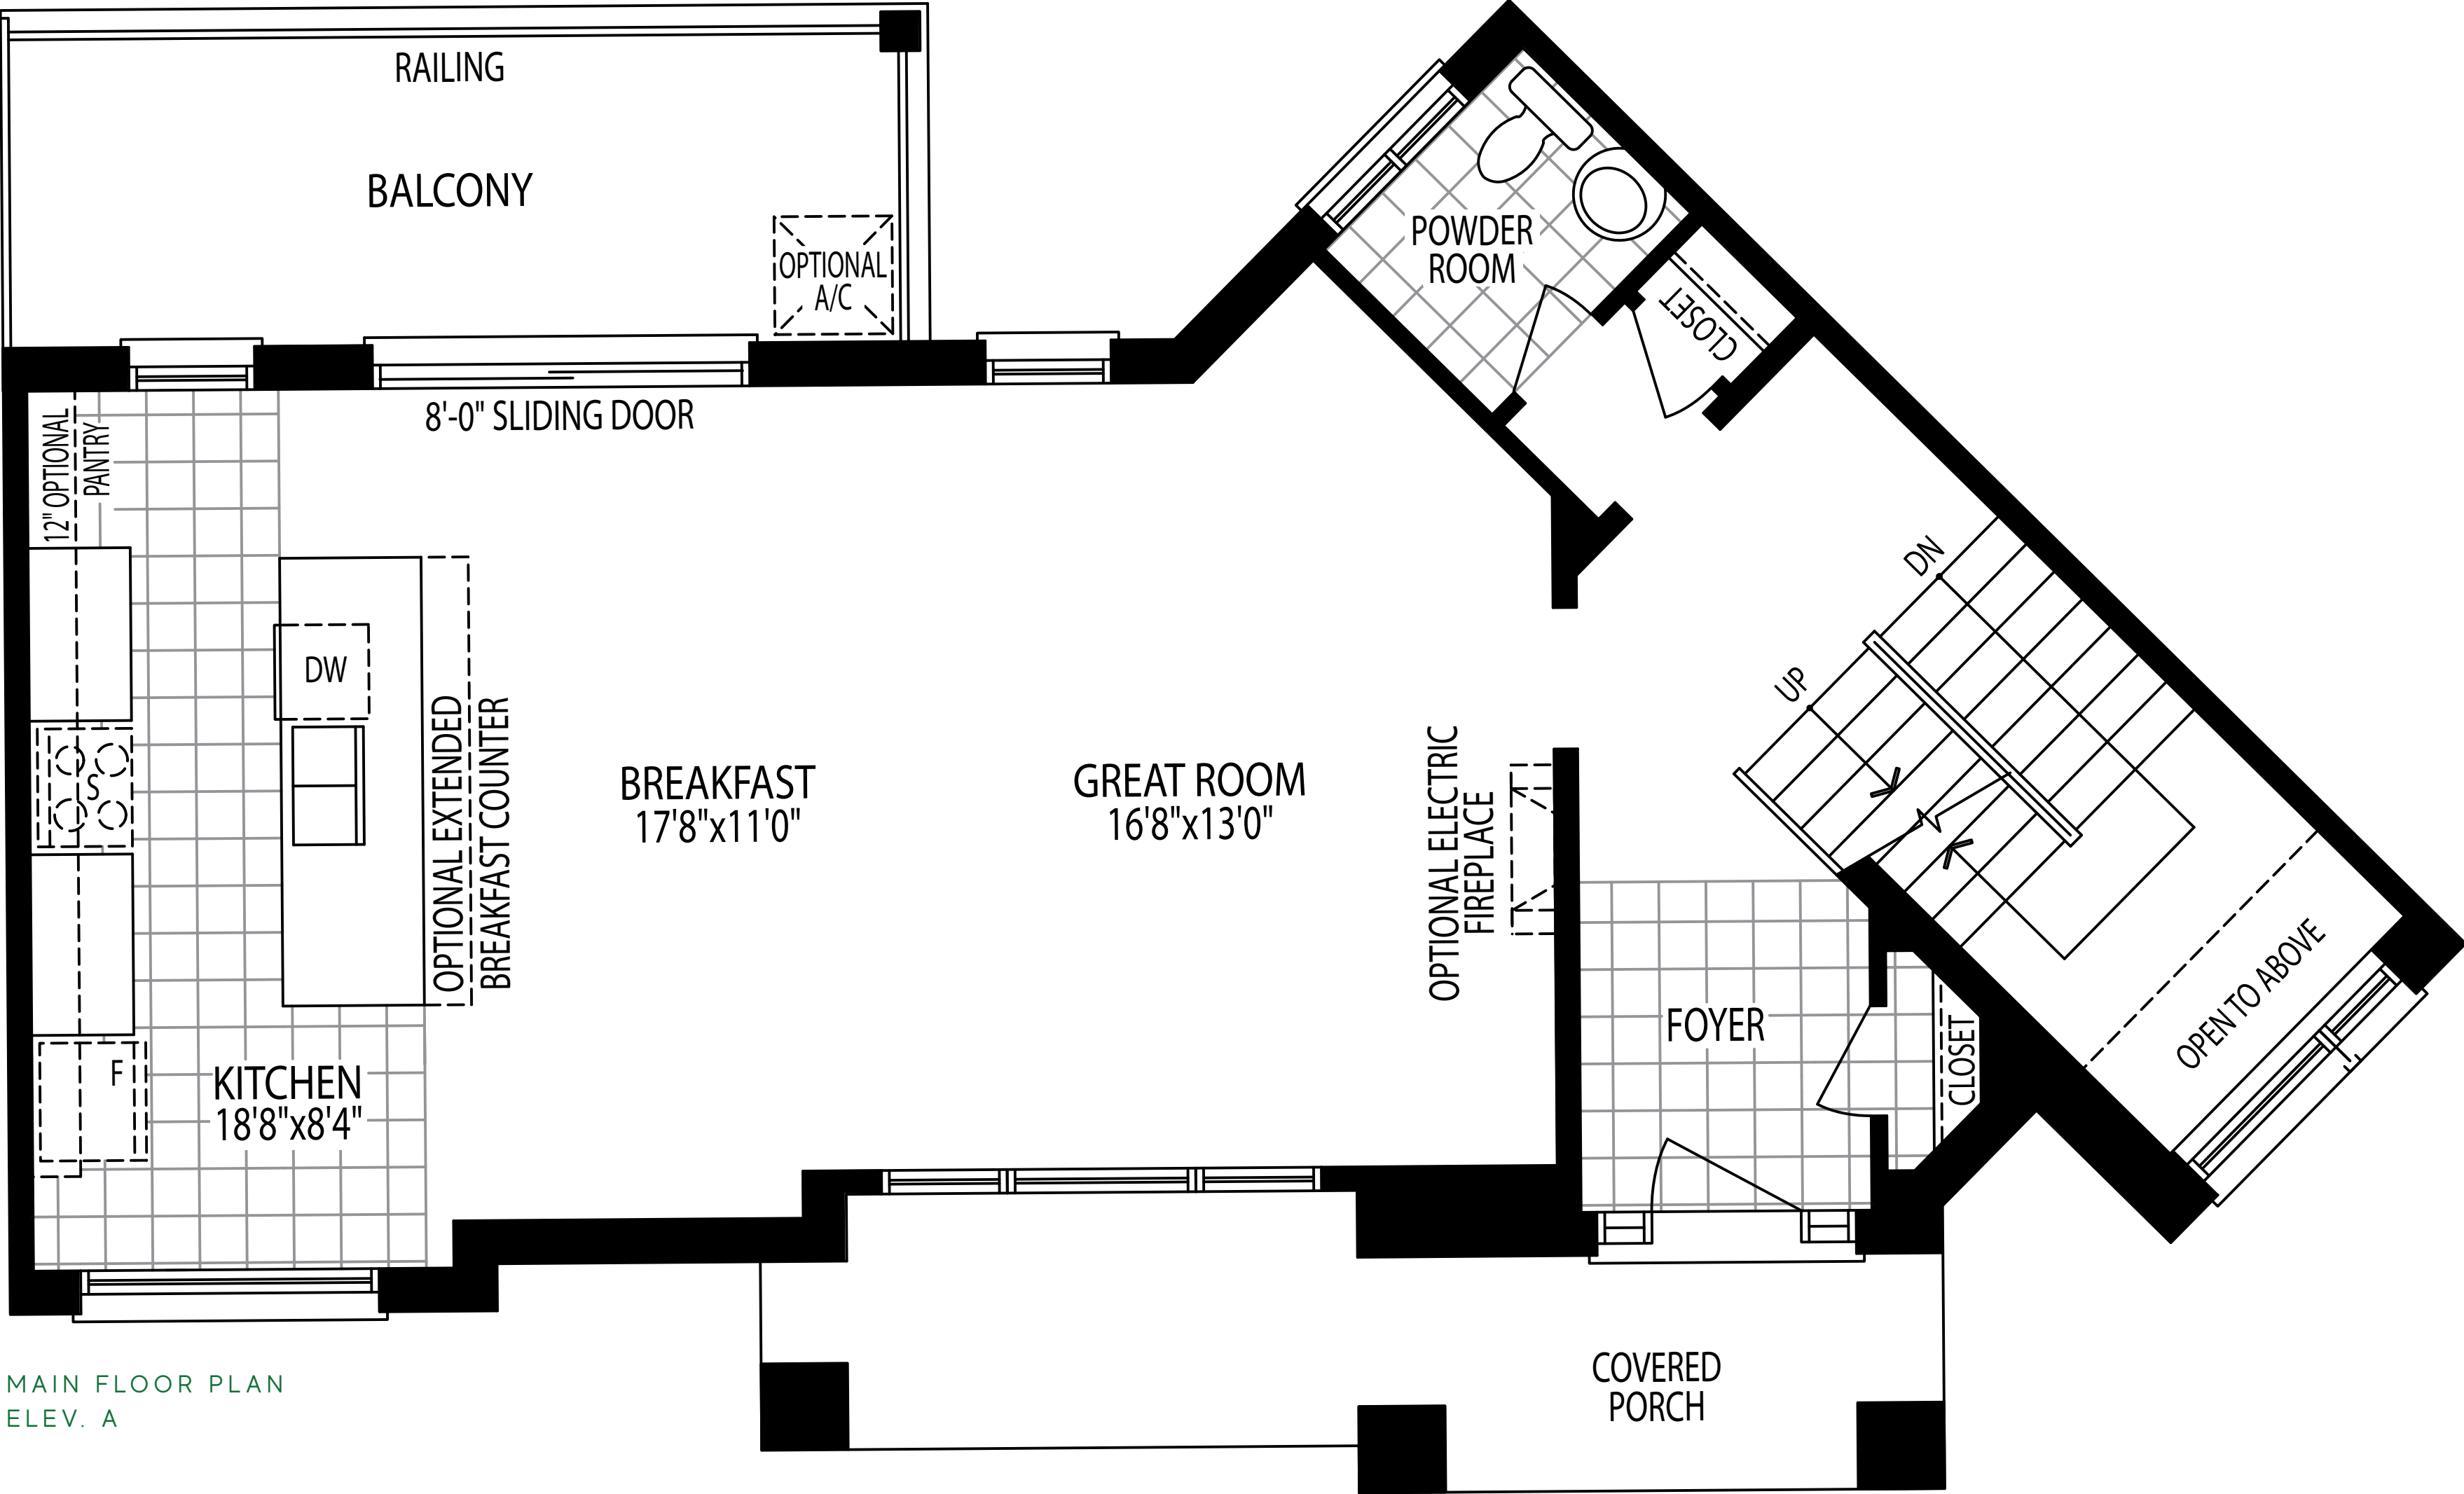 RAILING
BALCONY
OPTIONAL
A/C
8'-0" SLIDING DOOR
12" OPTIONAL
PANTRY
POWDER
ROOM
CLOSET
DN
UP
DW
S
OPTIONAL EXTENDED
BREAKFAST COUNTER
BREAKFAST
17'8"x11'0"
GREAT ROOM
16'8"x13'0"
OPTIONAL ELECTRIC
FIREPLACE
FOYER
CLOSET
OPEN TO ABOVE
F
KITCHEN
18'8"x8'4"
COVERED
PORCH
MAIN FLOOR PLAN
ELEV. A